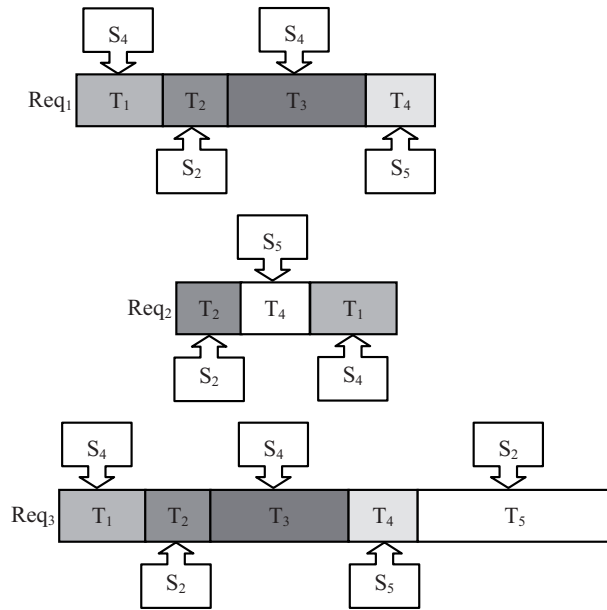 S₄ S₄
Req₁ T₁ T₂ T₃ T₄
S₂ S₅
S₅
Req₂ T₂ T₄ T₁
S₂ S₄
S₄ S₄ S₂
Req₃ T₁ T₂ T₃ T₄ T₅
S₂ S₅